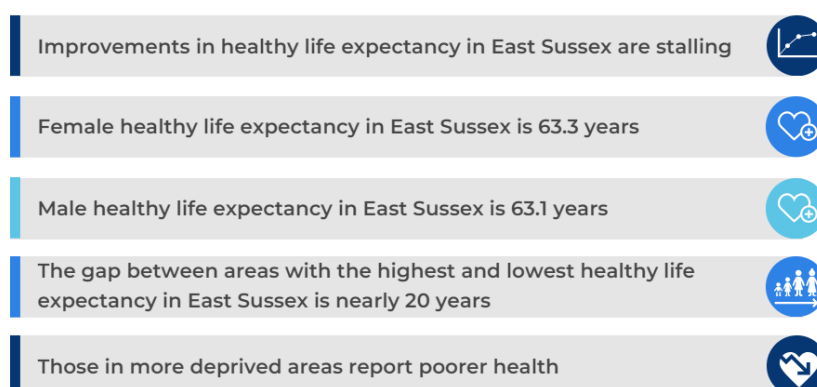 Improvements in healthy life expectancy in East Sussex are stalling
Female healthy life expectancy in East Sussex is 63.3 years
Male healthy life expectancy in East Sussex is 63.1 years
The gap between areas with the highest and lowest healthy life
expectancy in East Sussex is nearly 20 years
Those in more deprived areas report poorer health